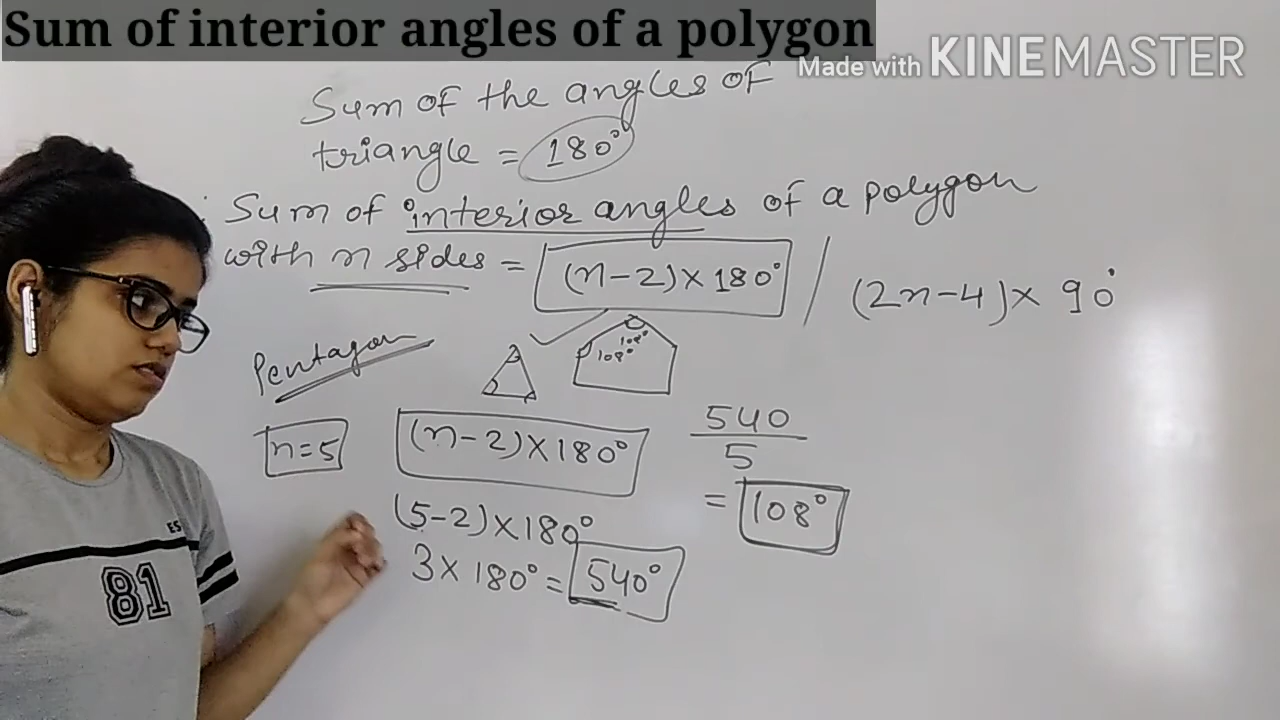 Sum of interior angles of a polygon
Made with KINEMASTER
Sum of the angles of
triangle = 180°
Sum of interior angles of a polygon
with n sides = (n-2)×180° / (2n-4)× 90°
Pentagon
108°
108°
n=5
(n-2)×180°
540
5
(5-2)×180°
= 108°
3× 180° = 540°
ES
81